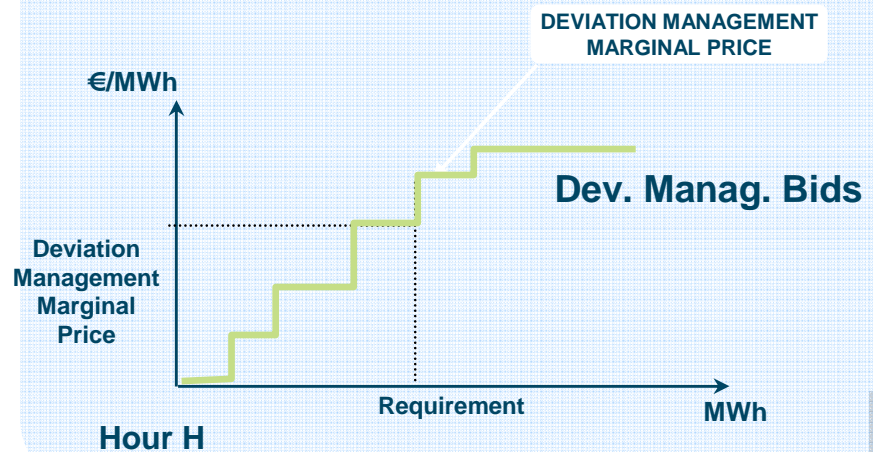 DEVIATION MANAGEMENT
MARGINAL PRICE
€/MWh
Dev. Manag. Bids
Deviation
Management
Marginal
Price
Requirement
MWh
Hour H